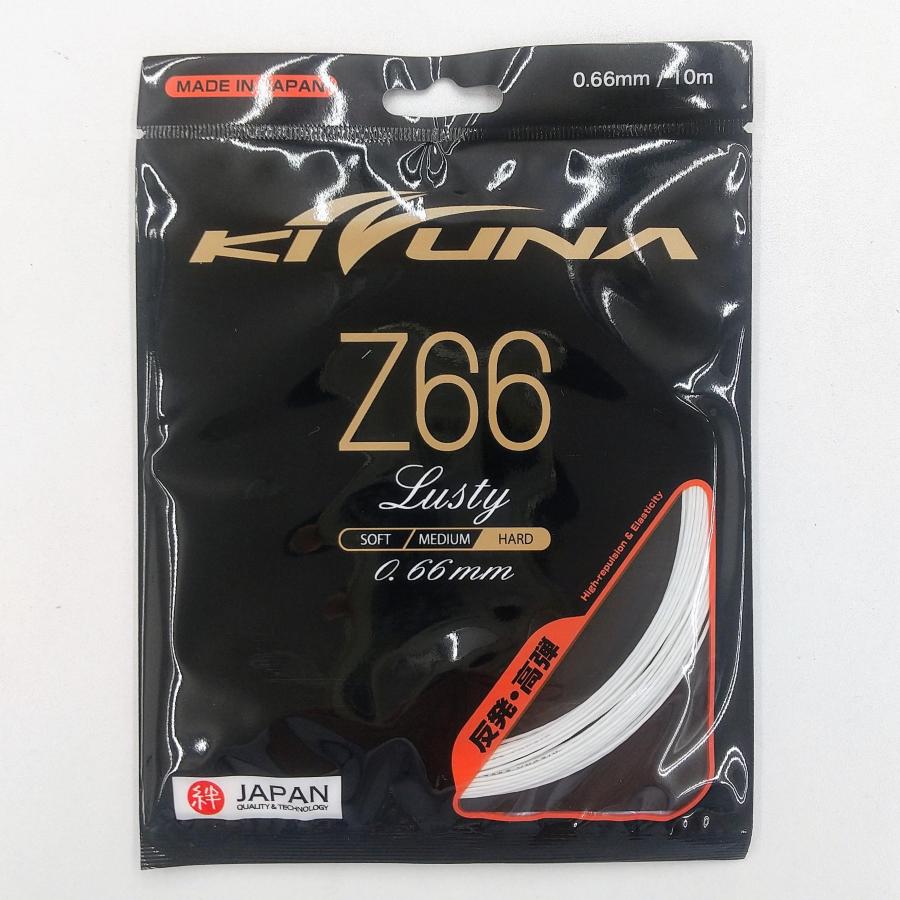 MADE IN JAPAN
0.66mm / 10m
KIZUNA
Z66
Lusty
SOFT / MEDIUM / HARD
0.66mm
High-repulsion & Elasticity
反発・高弾
絆 JAPAN
QUALITY & TECHNOLOGY